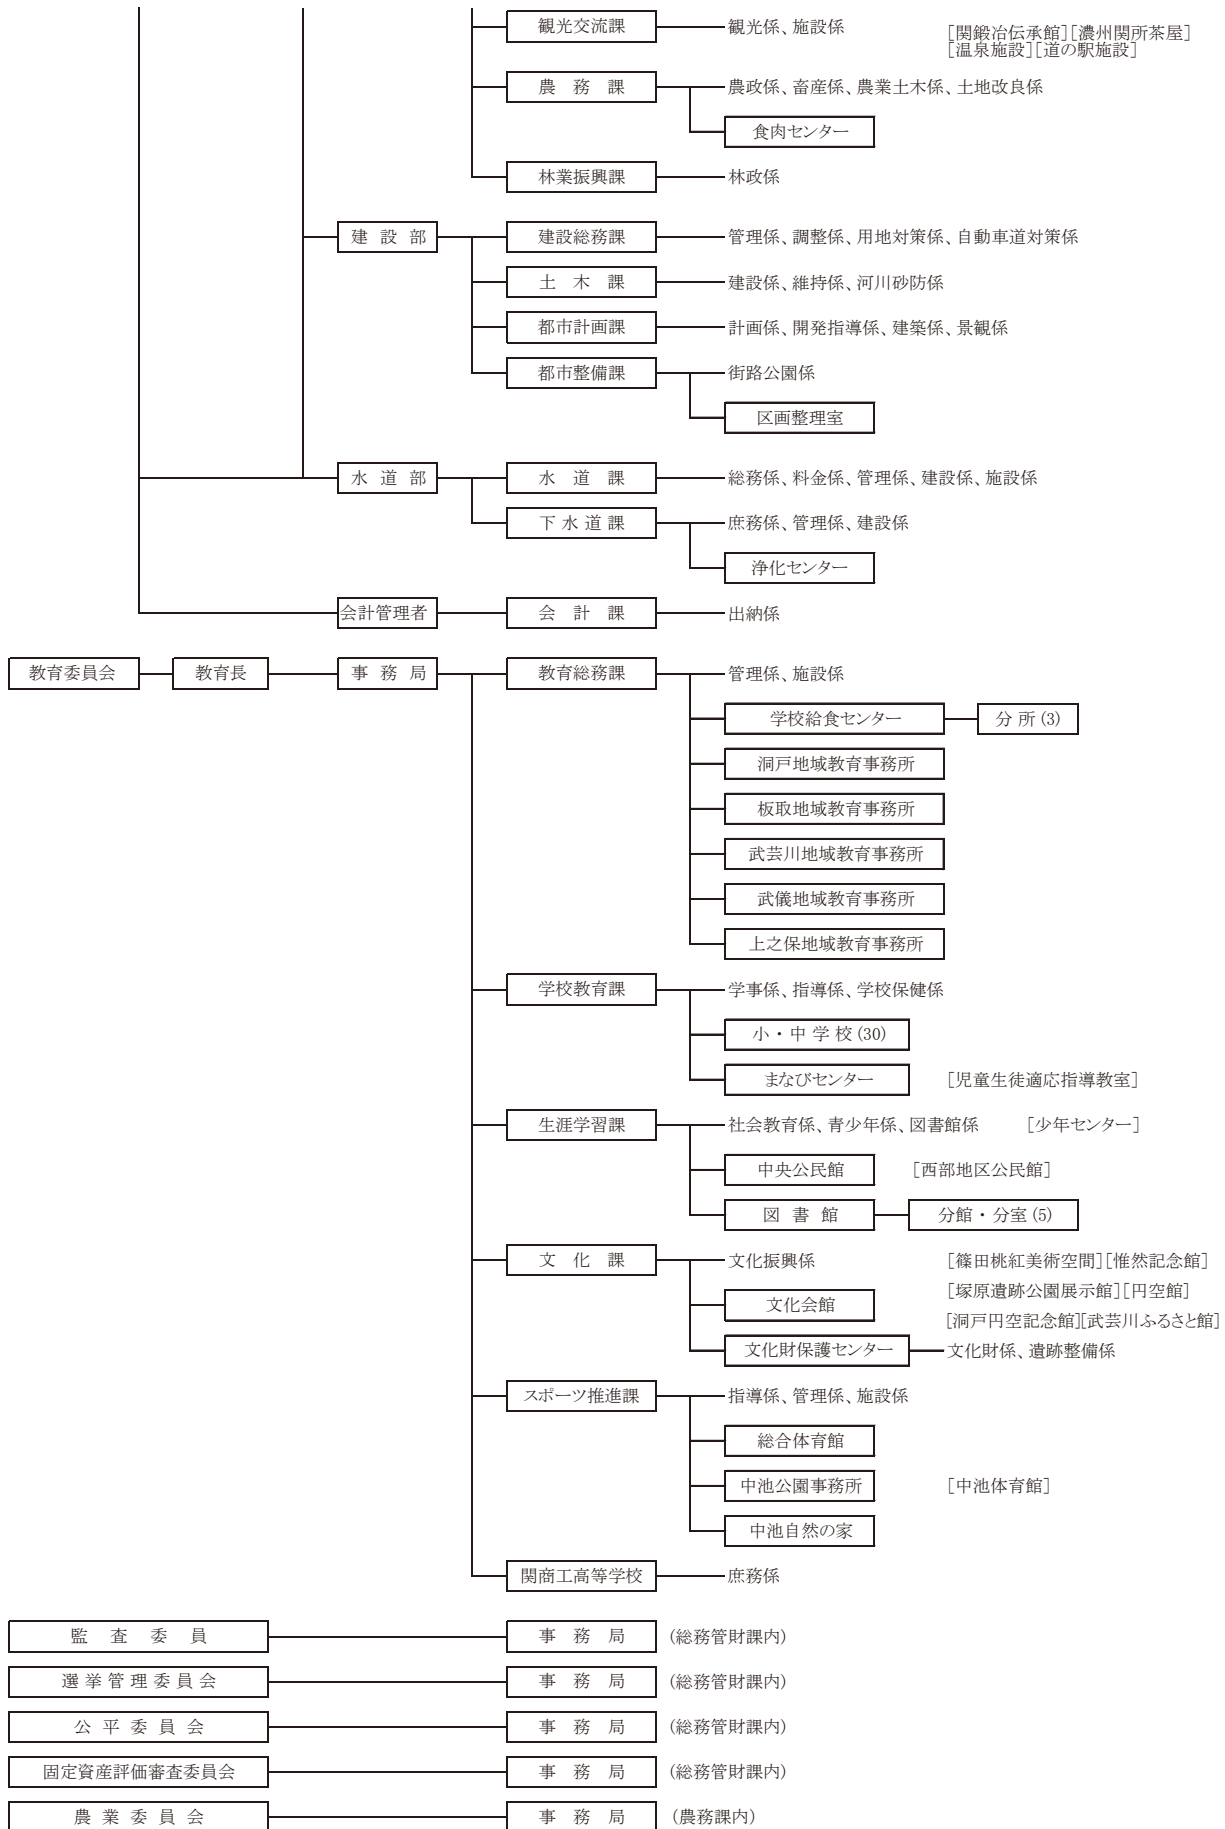 観光交流課 観光係、施設係 [関鍛冶伝承館][濃州関所茶屋]
[温泉施設][道の駅施設]
農務課 農政係、畜産係、農業土木係、土地改良係
食肉センター
林業振興課 林政係
建設部 建設総務課 管理係、調整係、用地対策係、自動車道対策係
土木課 建設係、維持係、河川砂防係
都市計画課 計画係、開発指導係、建築係、景観係
都市整備課 街路公園係
区画整理室
水道部 水道課 総務係、料金係、管理係、建設係、施設係
下水道課 庶務係、管理係、建設係
浄化センター
会計管理者 会計課 出納係
教育委員会 教育長 事務局 教育総務課 管理係、施設係
学校給食センター 分所(3)
洞戸地域教育事務所
板取地域教育事務所
武芸川地域教育事務所
武儀地域教育事務所
上之保地域教育事務所
学校教育課 学事係、指導係、学校保健係
小・中学校(30)
まなびセンター [児童生徒適応指導教室]
生涯学習課 社会教育係、青少年係、図書館係 [少年センター]
中央公民館 [西部地区公民館]
図書館 分館・分室(5)
文化課 文化振興係 [篠田桃紅美術空間][惟然記念館]
[塚原遺跡公園展示館][円空館]
文化会館
[洞戸円空記念館][武芸川ふるさと館]
文化財保護センター 文化財係、遺跡整備係
スポーツ推進課 指導係、管理係、施設係
総合体育館
中池公園事務所 [中池体育館]
中池自然の家
関商工高等学校 庶務係
監査委員 事務局 (総務管財課内)
選挙管理委員会 事務局 (総務管財課内)
公平委員会 事務局 (総務管財課内)
固定資産評価審査委員会 事務局 (総務管財課内)
農業委員会 事務局 (農務課内)